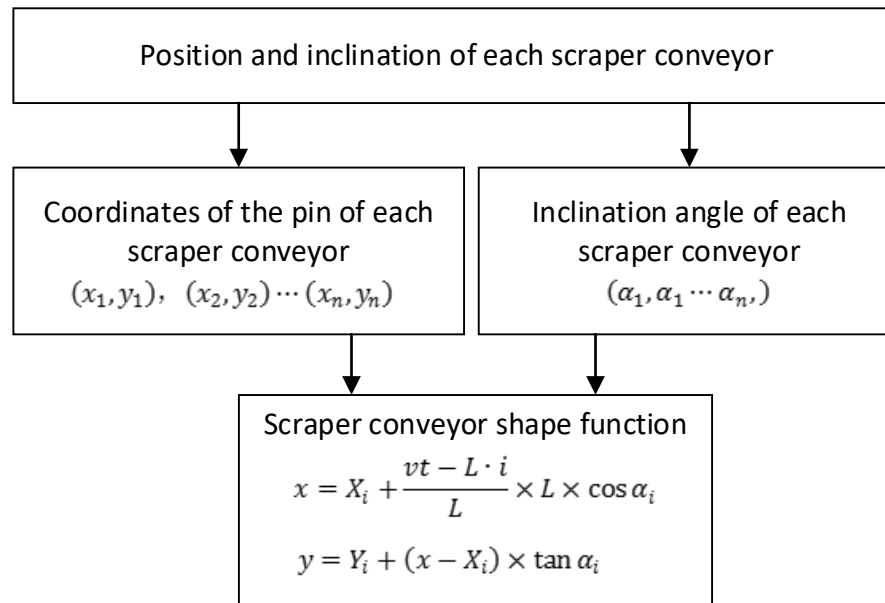 Position and inclination of each scraper conveyor
Coordinates of the pin of each
scraper conveyor
(x₁, y₁), (x₂, y₂) ⋯ (xₙ, yₙ)
Inclination angle of each
scraper conveyor
(α₁, α₁ ⋯ αₙ,)
Scraper conveyor shape function
x = Xᵢ + (vt − L · i)/L × L × cos αᵢ
y = Yᵢ + (x − Xᵢ) × tan αᵢ